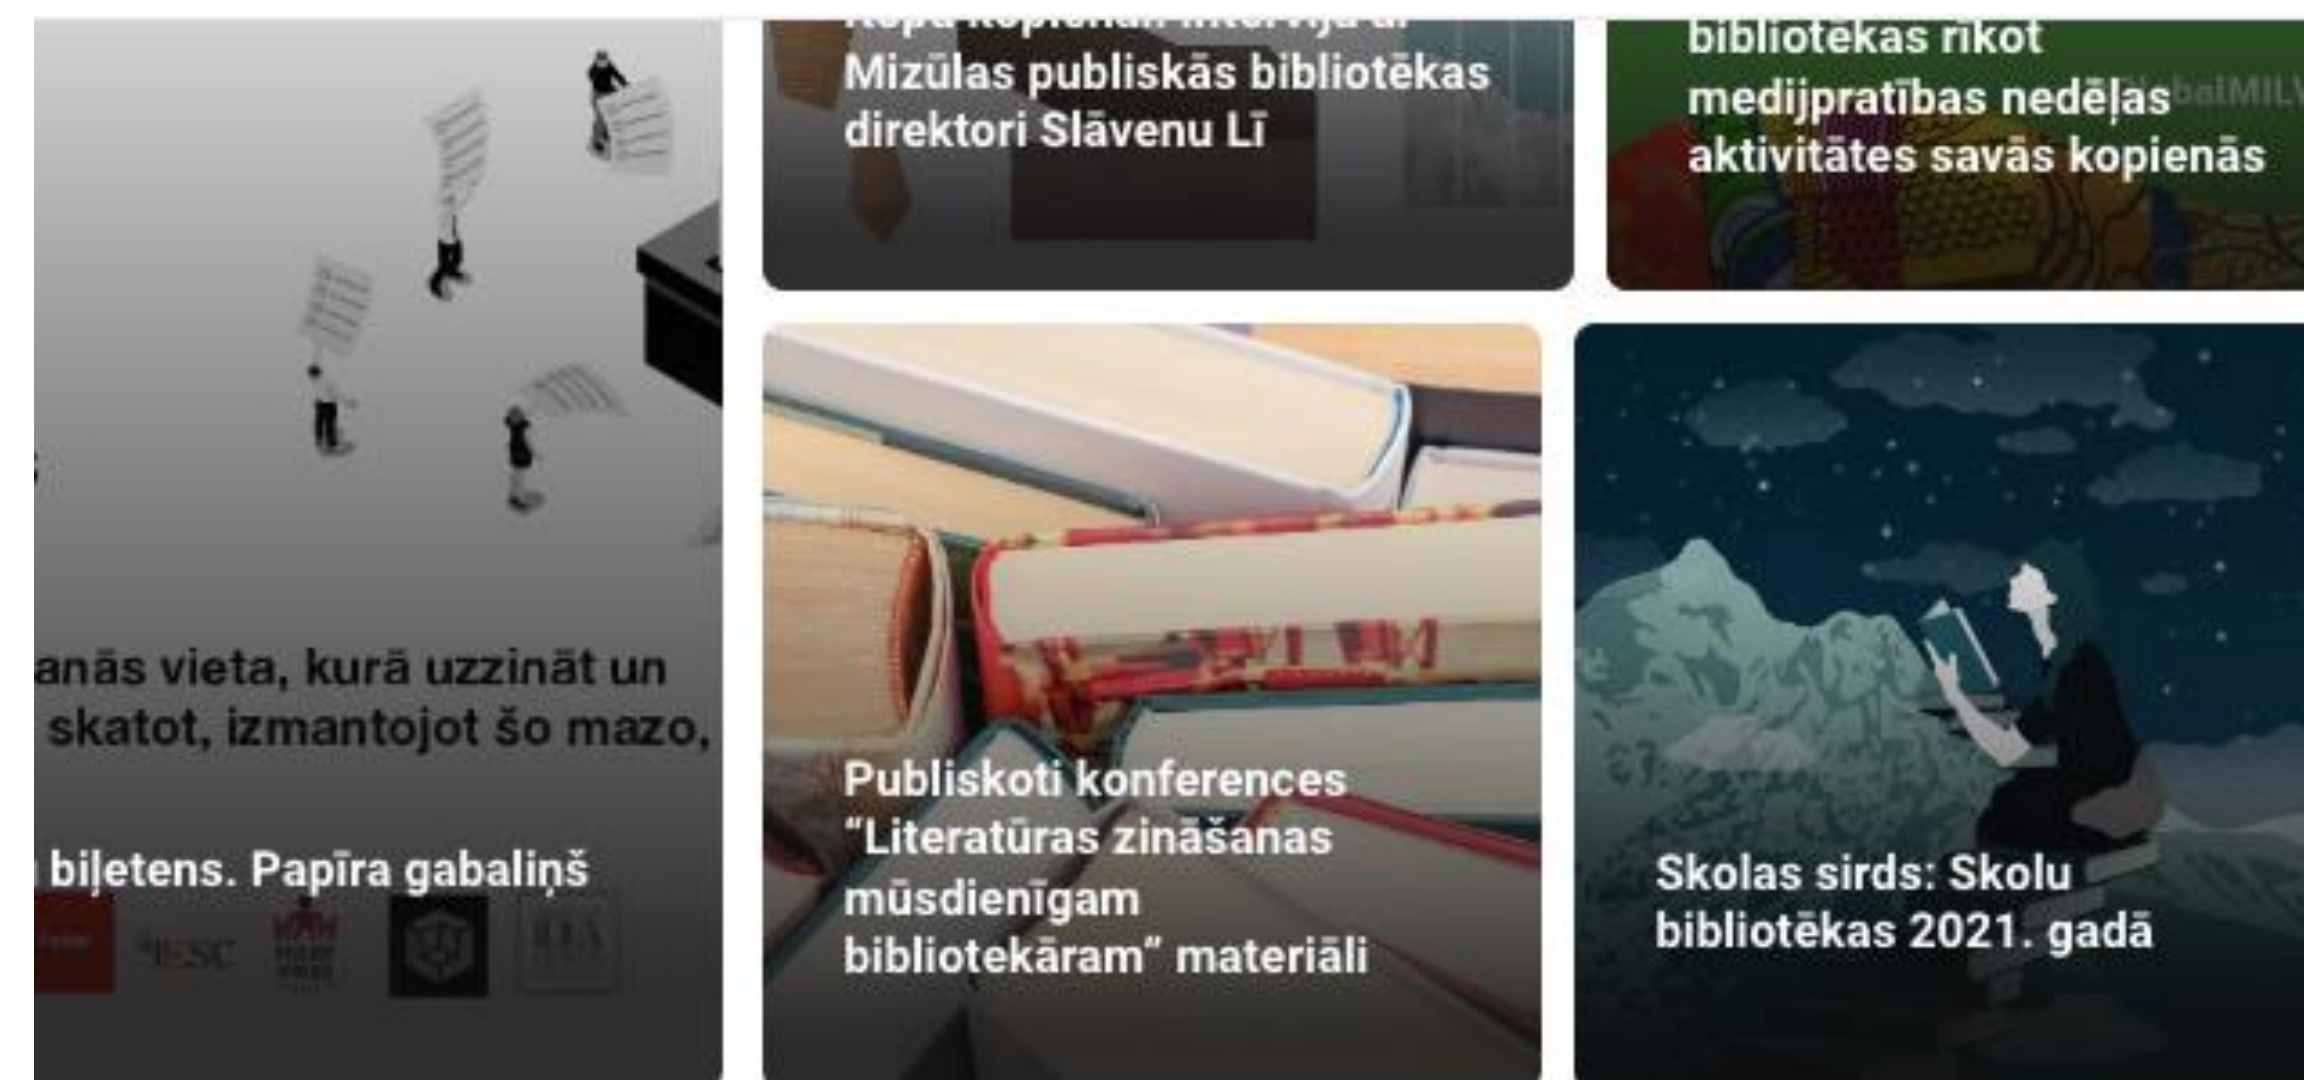 anās vieta, kurā uzzināt un
skatot, izmantojot šo mazo,
biļetens. Papīra gabaliņš
Mizūlas publiskās bibliotēkas
direktori Slāvenu Lī
bibliotēkas rīkot
medijpratības nedēļas
aktivitātes savās kopienās
Publiskoti konferences
“Literatūras zināšanas
mūsdienīgam
bibliotekāram” materiāli
Skolas sirds: Skolu
bibliotēkas 2021. gadā